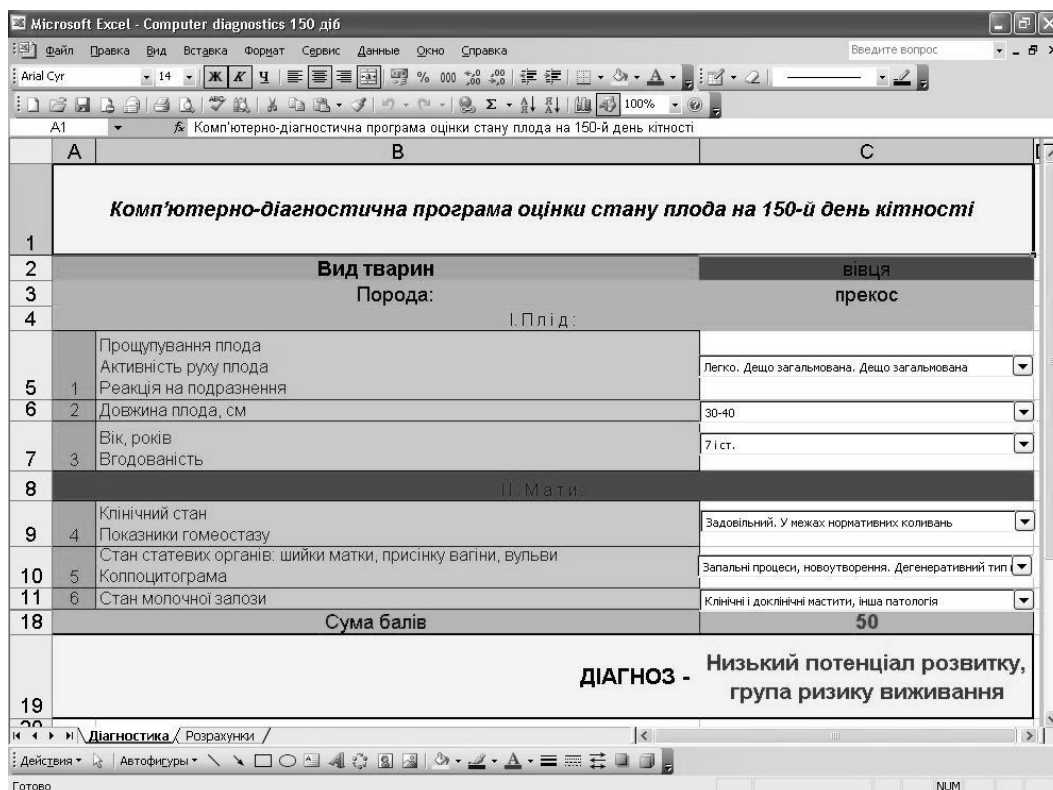 Microsoft Excel - Computer diagnostics 150 діб
Файл Правка Вид Вставка Формат Сервис Данные Окно Справка Введите вопрос
Arial Cyr 14 Ж К Ч % 000
100%
A1 fx Комп'ютерно-діагностична програма оцінки стану плода на 150-й день кітності
A B C
1 Комп'ютерно-діагностична програма оцінки стану плода на 150-й день кітності
2 Вид тварин вівця
3 Порода: прекос
4 І.Плід:
Прощупування плода
Активність руху плода Легко. Дещо загальмована. Дещо загальмована
5 1 Реакція на подразнення
6 2 Довжина плода, см 30-40
Вік, років 7 і ст.
7 3 Вгодованість
8 ІІ.Мати:
Клінічний стан Задовільний. У межах нормативних коливань
9 4 Показники гомеостазу
Стан статевих органів: шийки матки, присінку вагіни, вульви
10 5 Колпоцитограма Запальні процеси, новоутворення. Дегенеративний тип
11 6 Стан молочної залози Клінічні і доклінічні мастити, інша патологія
18 Сума балів 50
ДІАГНОЗ - Низький потенціал розвитку,
19 група ризику виживання
Діагностика Розрахунки
Действия Автофигуры
Готово NUM